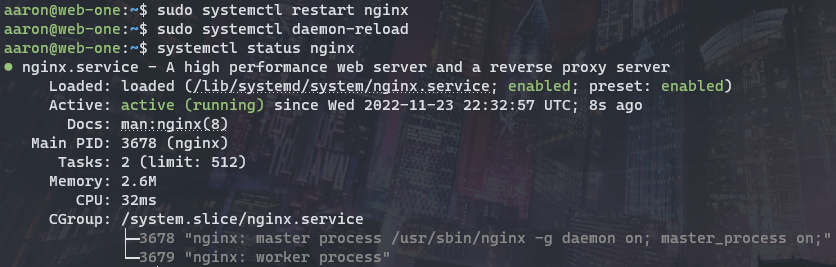 aaron@web-one:~$ sudo systemctl restart nginx
aaron@web-one:~$ sudo systemctl daemon-reload
aaron@web-one:~$ systemctl status nginx
● nginx.service - A high performance web server and a reverse proxy server
Loaded: loaded (/lib/systemd/system/nginx.service; enabled; preset: enabled)
Active: active (running) since Wed 2022-11-23 22:32:57 UTC; 8s ago
Docs: man:nginx(8)
Main PID: 3678 (nginx)
Tasks: 2 (limit: 512)
Memory: 2.6M
CPU: 32ms
CGroup: /system.slice/nginx.service
├─3678 "nginx: master process /usr/sbin/nginx -g daemon on; master_process on;"
└─3679 "nginx: worker process"